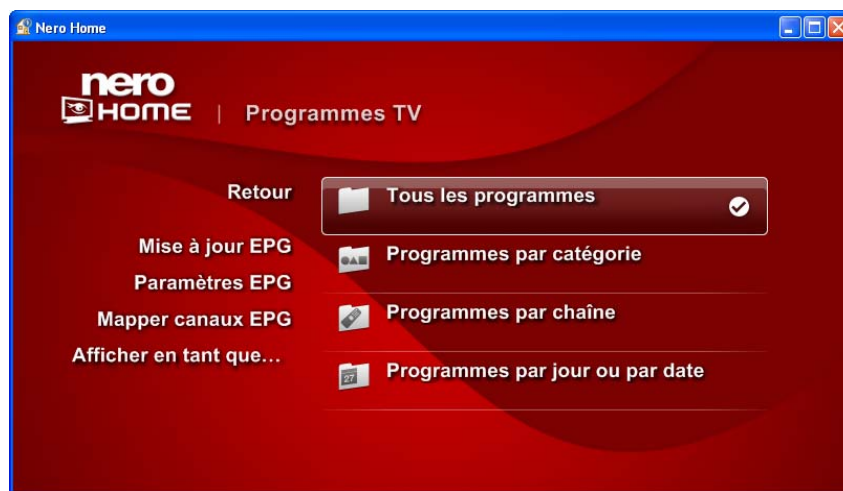 Nero Home
nero
HOME | Programmes TV
Retour
Mise à jour EPG
Paramètres EPG
Mapper canaux EPG
Afficher en tant que...
Tous les programmes
Programmes par catégorie
Programmes par chaîne
27
Programmes par jour ou par date